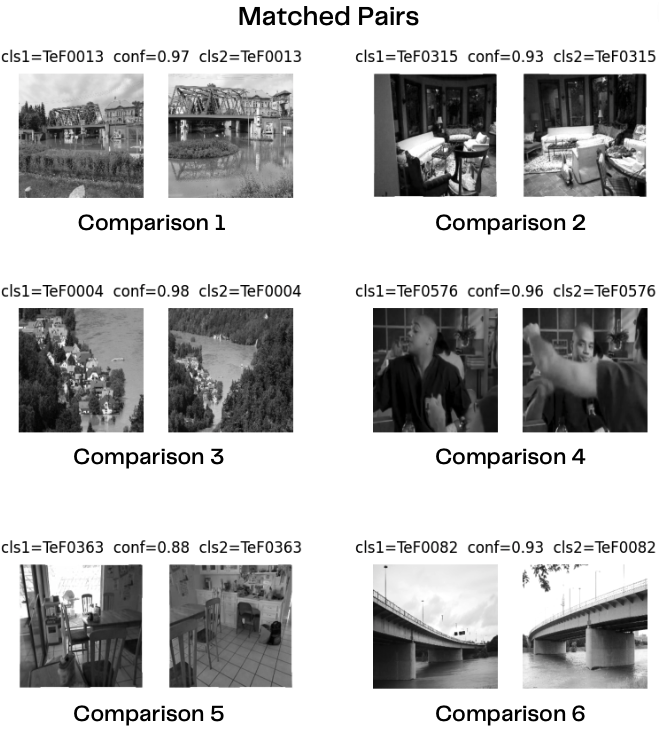 Matched Pairs
cls1=TeF0013 conf=0.97 cls2=TeF0013
cls1=TeF0315 conf=0.93 cls2=TeF0315
Comparison 1
Comparison 2
cls1=TeF0004 conf=0.98 cls2=TeF0004
cls1=TeF0576 conf=0.96 cls2=TeF0576
Comparison 3
Comparison 4
cls1=TeF0363 conf=0.88 cls2=TeF0363
cls1=TeF0082 conf=0.93 cls2=TeF0082
Comparison 5
Comparison 6